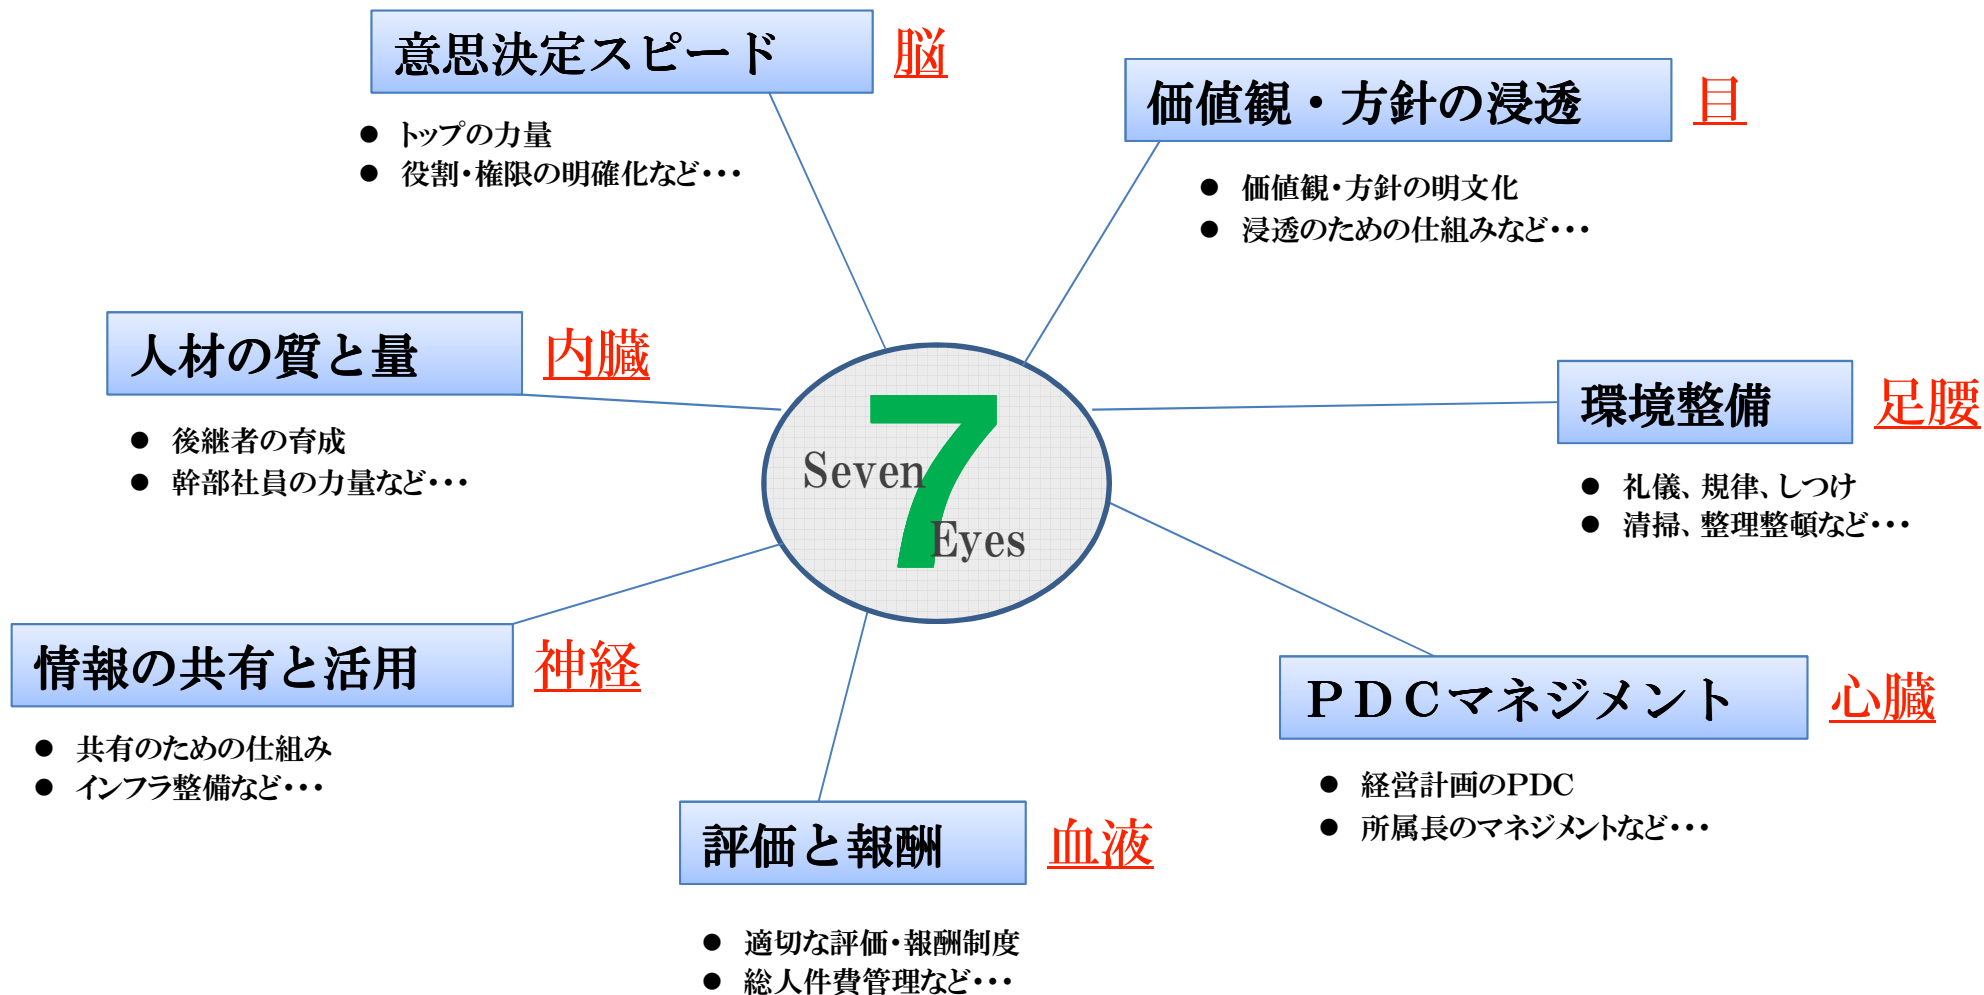 意思決定スピード 脳
● トップの力量
● 役割・権限の明確化など・・・
価値観・方針の浸透 目
● 価値観・方針の明文化
● 浸透のための仕組みなど・・・
人材の質と量 内臓
● 後継者の育成
● 幹部社員の力量など・・・
7
Seven
Eyes
環境整備 足腰
● 礼儀、規律、しつけ
● 清掃、整理整頓など・・・
情報の共有と活用 神経
● 共有のための仕組み
● インフラ整備など・・・
ＰＤＣマネジメント 心臓
● 経営計画のPDC
● 所属長のマネジメントなど・・・
評価と報酬 血液
● 適切な評価・報酬制度
● 総人件費管理など・・・